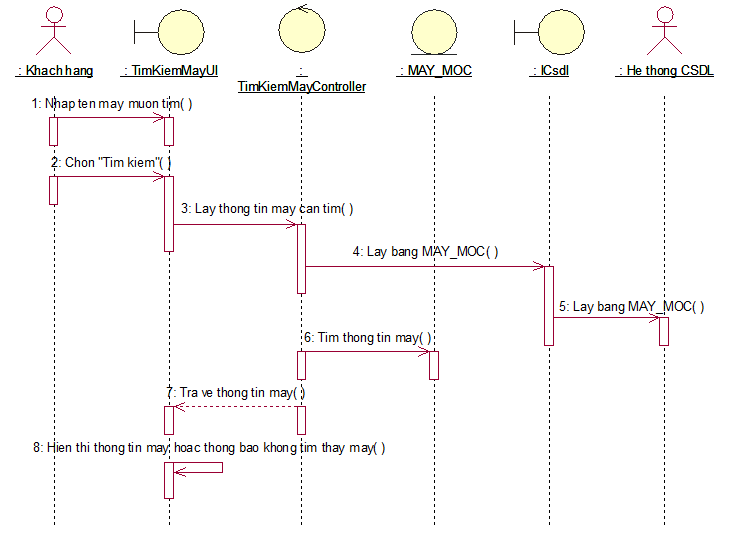 : Khach hang
: TimKiemMayUI
:
TimKiemMayController
: MAY_MOC
: ICsdl
: He thong CSDL
1: Nhap ten may muon tim( )
2: Chon "Tim kiem"( )
3: Lay thong tin may can tim( )
4: Lay bang MAY_MOC( )
5: Lay bang MAY_MOC( )
6: Tim thong tin may( )
7: Tra ve thong tin may( )
8: Hien thi thong tin may hoac thong bao khong tim thay may( )